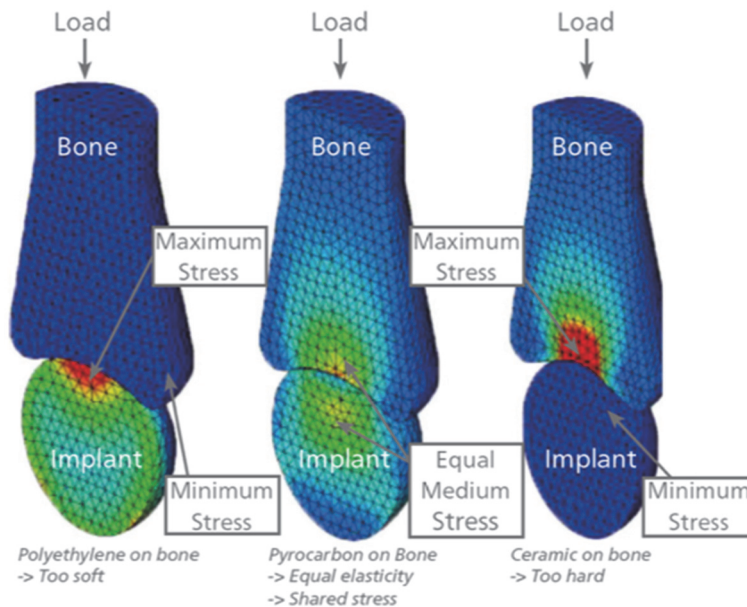 Load
Load
Load
Bone
Bone
Bone
Maximum
Stress
Maximum
Stress
Implant
Implant
Implant
Minimum
Stress
Equal
Medium
Stress
Minimum
Stress
Polyethylene on bone
-> Too soft
Pyrocarbon on Bone
-> Equal elasticity
-> Shared stress
Ceramic on bone
-> Too hard